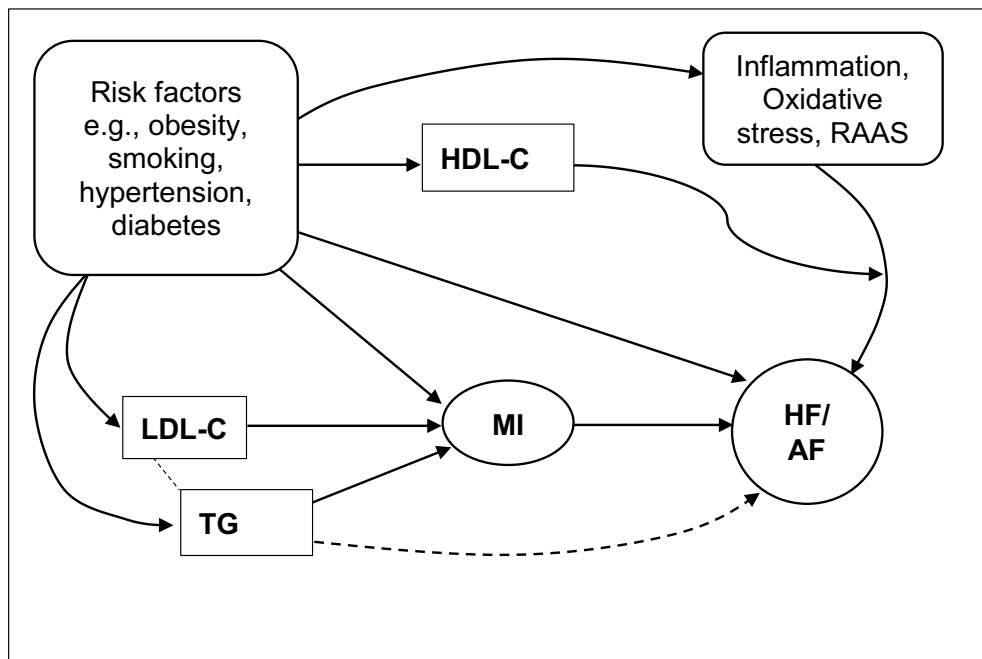 Risk factors
e.g., obesity,
smoking,
hypertension,
diabetes
Inflammation,
Oxidative
stress, RAAS
HDL-C
LDL-C
MI
HF/
AF
TG